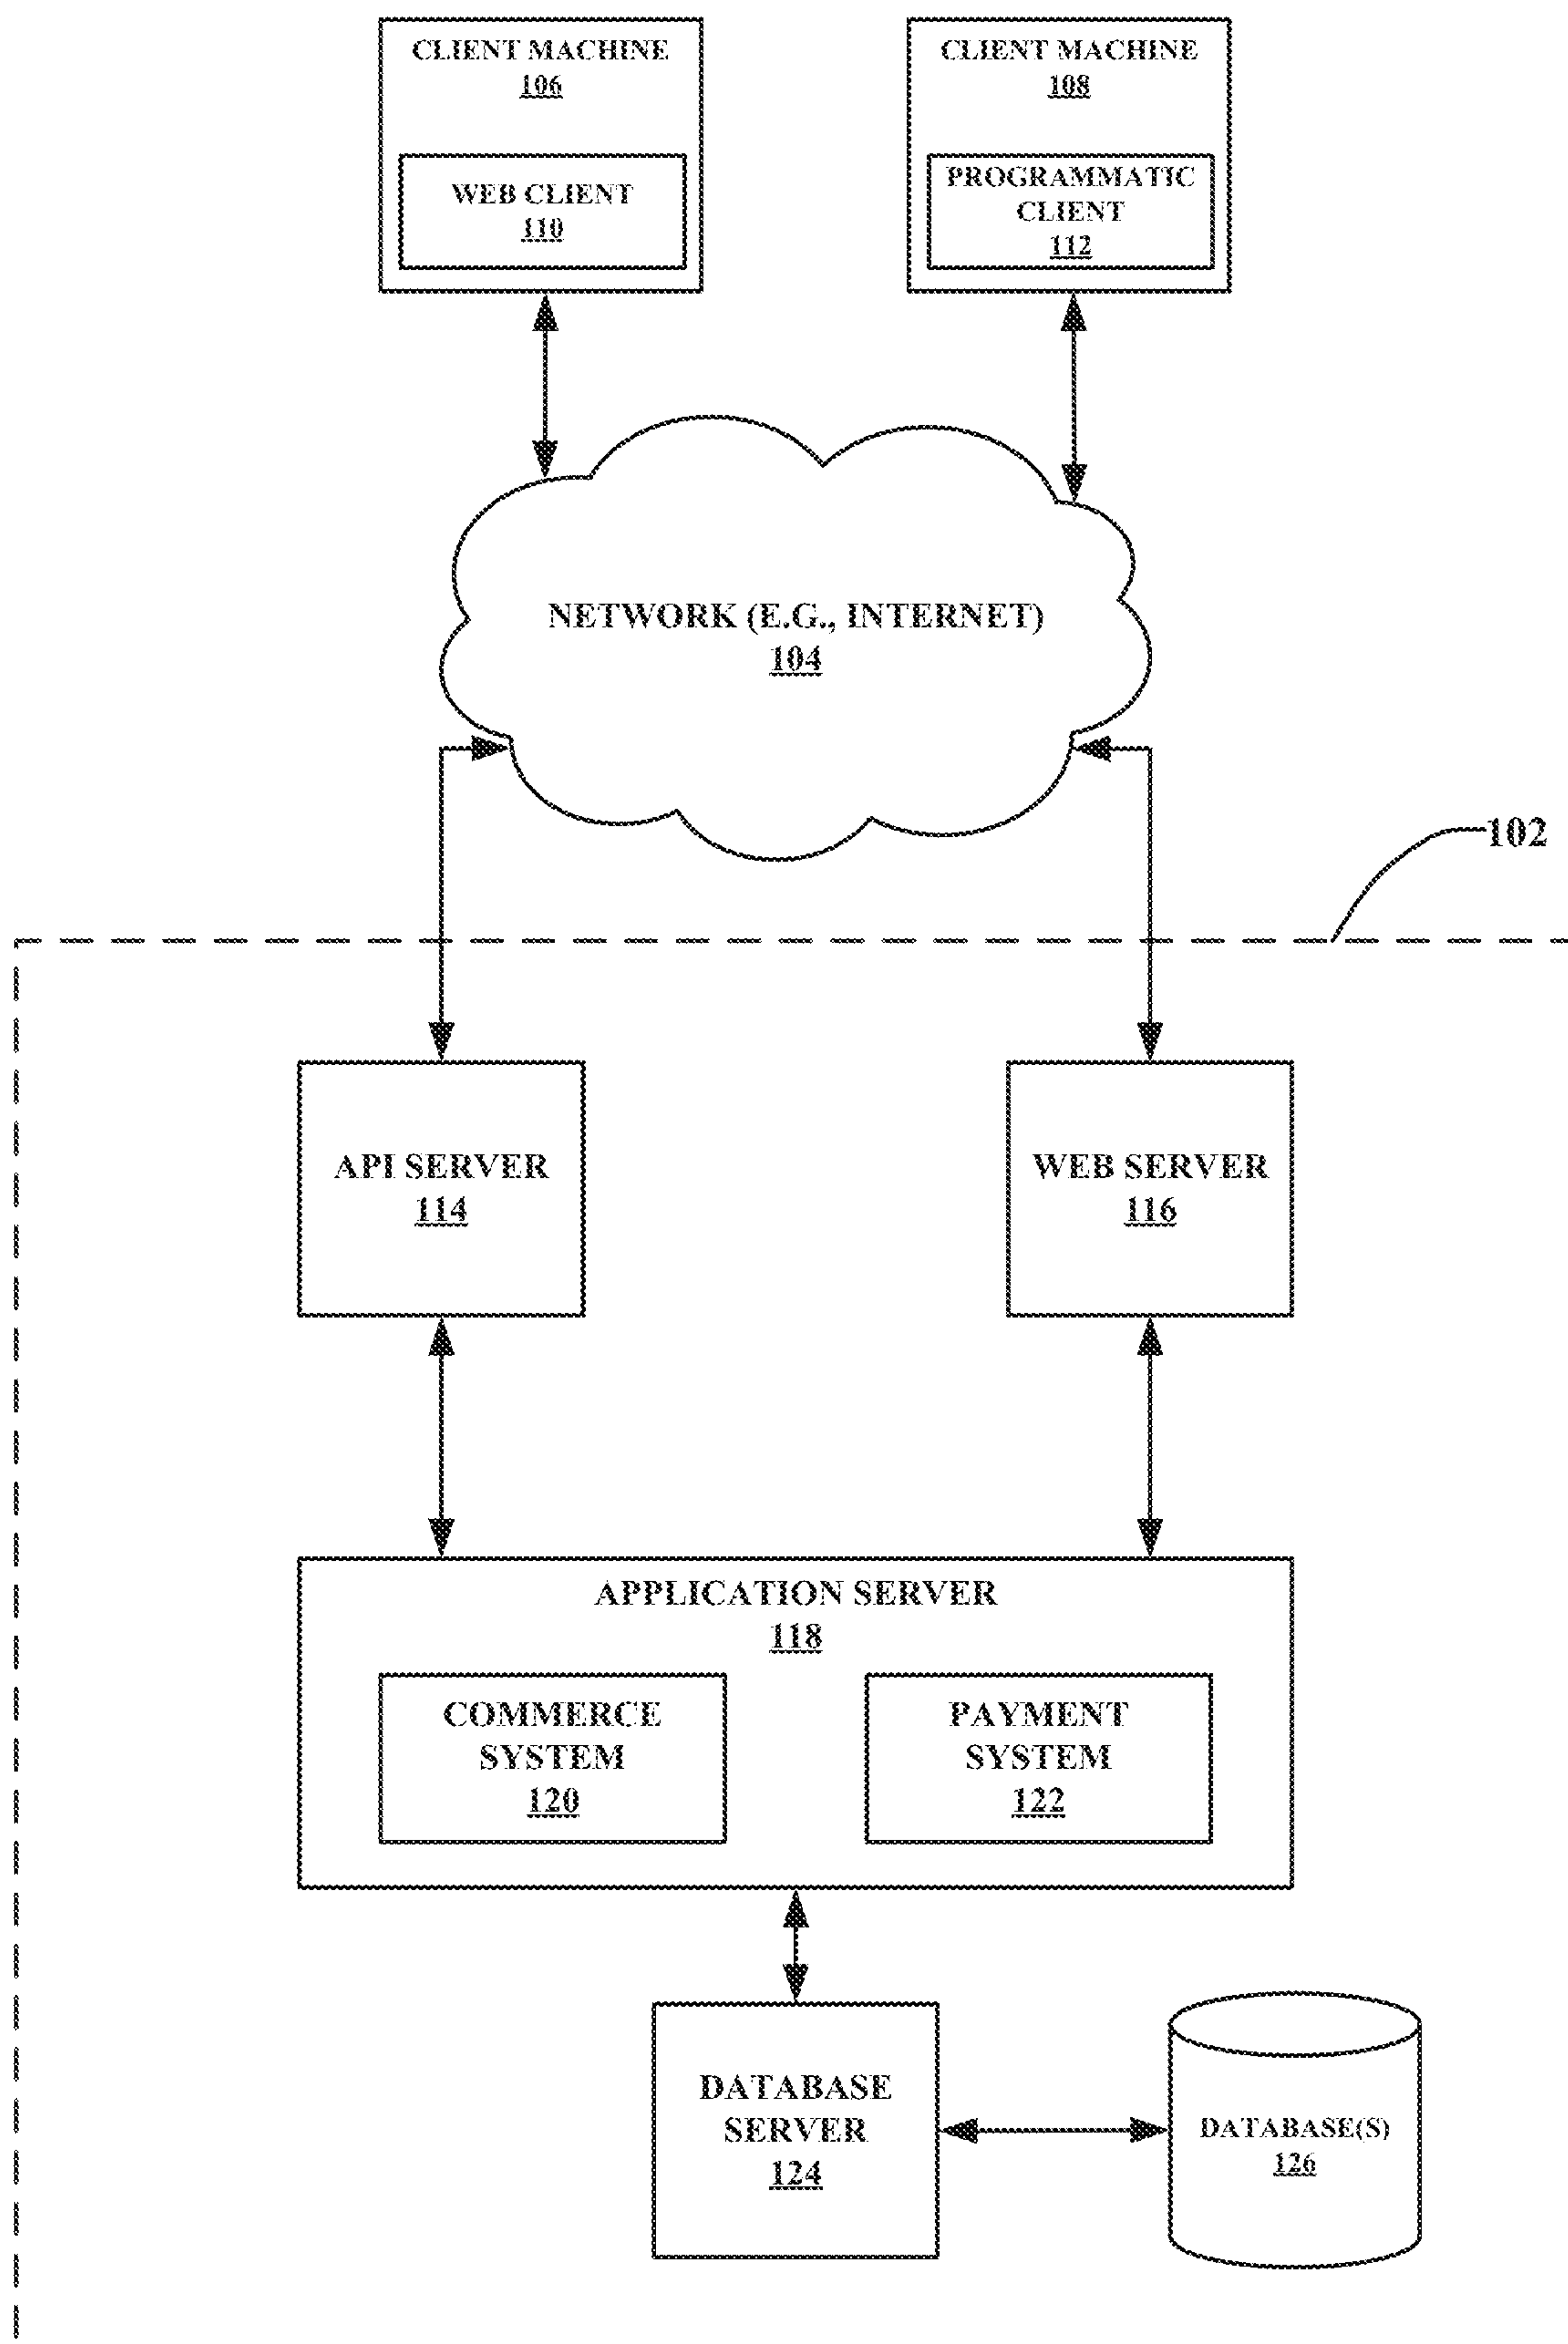 CLIENT MACHINE
106
WEB CLIENT
110
CLIENT MACHINE
108
PROGRAMMATIC
CLIENT
112
NETWORK (E.G., INTERNET)
104
102
API SERVER
114
WEB SERVER
116
APPLICATION SERVER
118
COMMERCE
SYSTEM
120
PAYMENT
SYSTEM
122
DATABASE
SERVER
124
DATABASE(S)
126